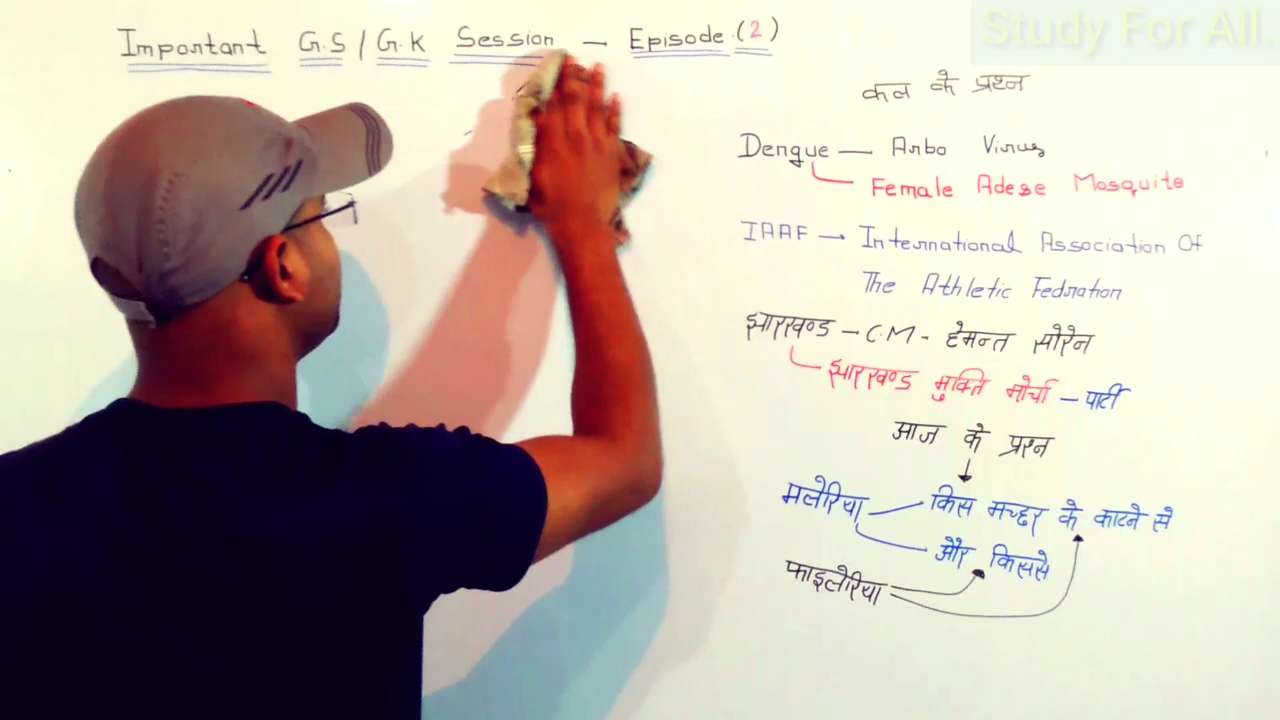 Important G.S / G.K Session – Episode.(2)
Study For All.
कल के प्रश्न
Dengue — Arbo Virus
Female Adese Mosquito
IAAF → International Association Of
The Athletic Fedration
झारखण्ड – C.M - हेमन्त सोरेन
झारखण्ड मुक्ति मोर्चा – पार्टी
आज के प्रश्न
मलेरिया किस मच्छर के काटने से
और किससे
फाइलेरिया